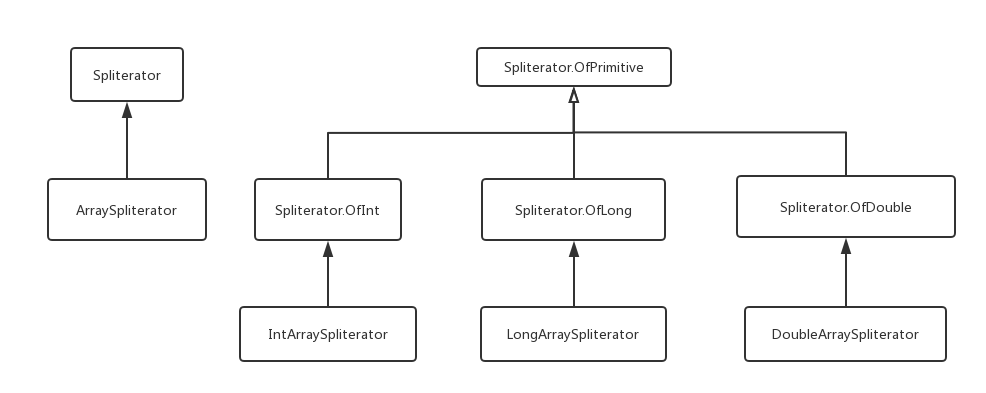 Spliterator
Spliterator.OfPrimitive
ArraySpliterator
Spliterator.OfInt
Spliterator.OfLong
Spliterator.OfDouble
IntArraySpliterator
LongArraySpliterator
DoubleArraySpliterator